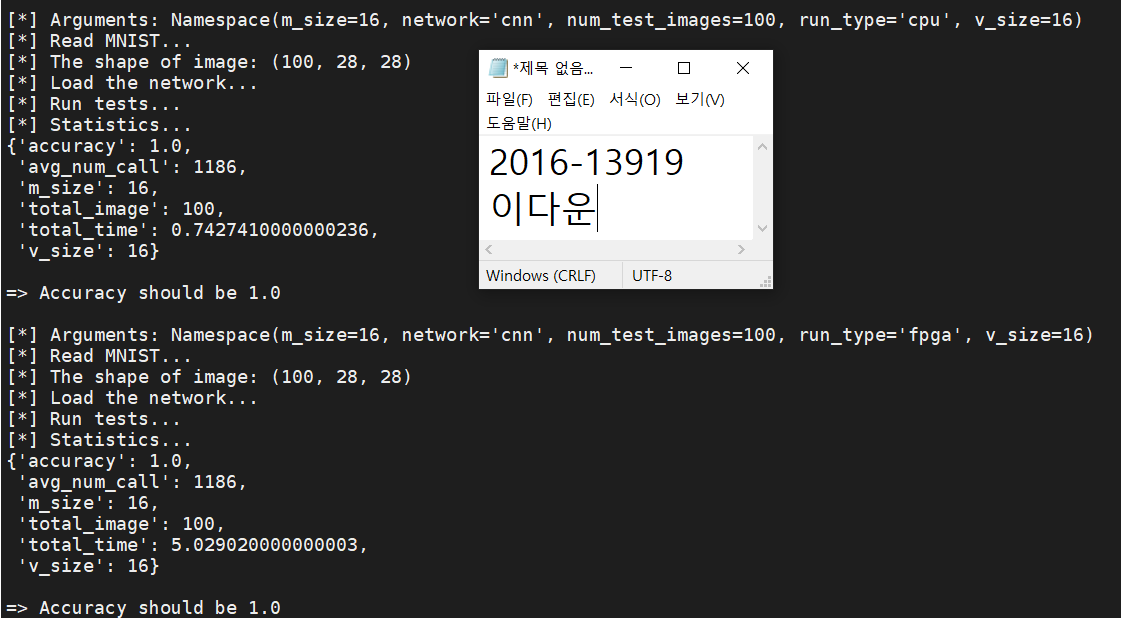 [*] Arguments: Namespace(m_size=16, network='cnn', num_test_images=100, run_type='cpu', v_size=16)
[*] Read MNIST...
[*] The shape of image: (100, 28, 28)
[*] Load the network...
[*] Run tests...
[*] Statistics...
{'accuracy': 1.0,
 'avg_num_call': 1186,
 'm_size': 16,
 'total_image': 100,
 'total_time': 0.7427410000000236,
 'v_size': 16}
=> Accuracy should be 1.0
*제목 없음...
파일(F) 편집(E) 서식(O) 보기(V)
도움말(H)
2016-13919
이다운
Windows (CRLF) UTF-8
[*] Arguments: Namespace(m_size=16, network='cnn', num_test_images=100, run_type='fpga', v_size=16)
[*] Read MNIST...
[*] The shape of image: (100, 28, 28)
[*] Load the network...
[*] Run tests...
[*] Statistics...
{'accuracy': 1.0,
 'avg_num_call': 1186,
 'm_size': 16,
 'total_image': 100,
 'total_time': 5.029020000000003,
 'v_size': 16}
=> Accuracy should be 1.0